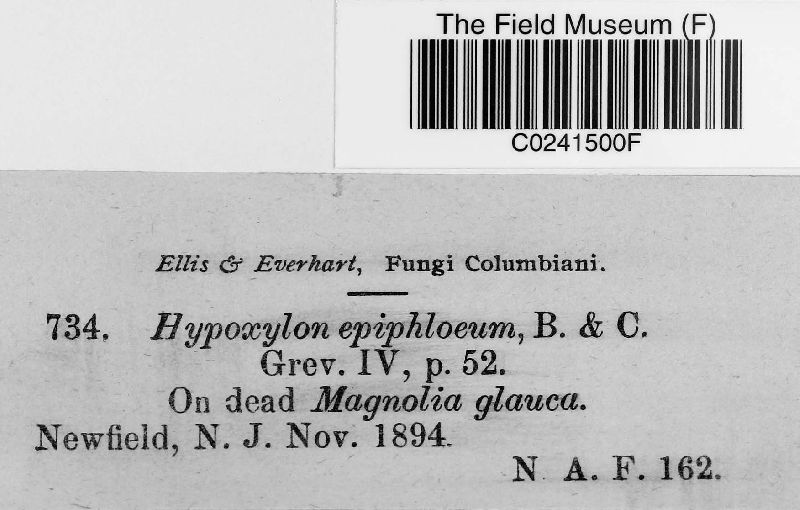 The Field Museum (F)
C0241500F
Ellis & Everhart, Fungi Columbiani.
734. Hypoxylon epiphloeum, B. & C.
Grev. IV, p. 52.
On dead Magnolia glauca.
Newfield, N. J. Nov. 1894.
N A. F. 162.